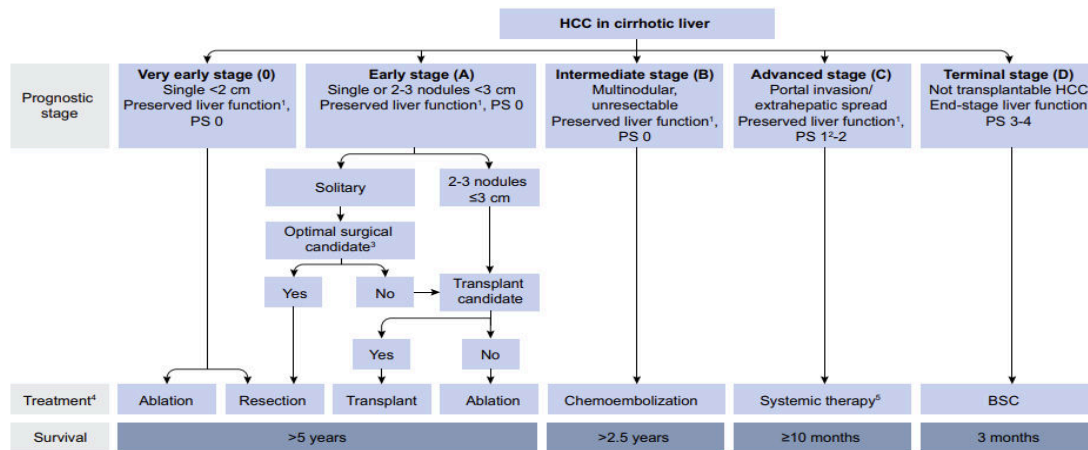 HCC in cirrhotic liver
Prognostic
stage
Very early stage (0)
Single <2 cm
Preserved liver function¹,
PS 0
Early stage (A)
Single or 2-3 nodules <3 cm
Preserved liver function¹, PS 0
Intermediate stage (B)
Multinodular,
unresectable
Preserved liver function¹,
PS 0
Advanced stage (C)
Portal invasion/
extrahepatic spread
Preserved liver function¹,
PS 1²-2
Terminal stage (D)
Not transplantable HCC
End-stage liver function
PS 3-4
Solitary
2-3 nodules
≤3 cm
Optimal surgical
candidate³
Yes
No
Transplant
candidate
Yes
No
Treatment⁴
Ablation
Resection
Transplant
Ablation
Chemoembolization
Systemic therapy⁵
BSC
Survival
>5 years
>2.5 years
≥10 months
3 months